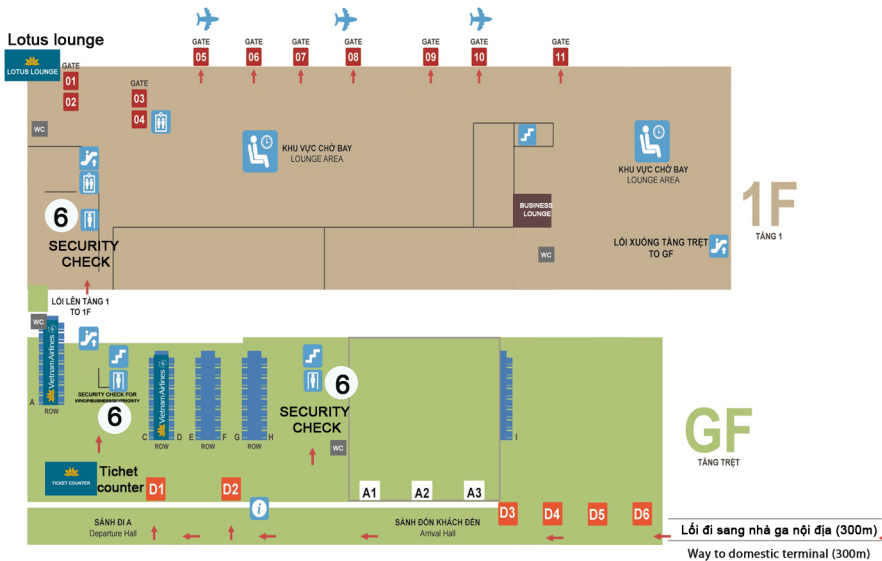 Lotus lounge
LOTUS LOUNGE
GATE
01
02
GATE
03
04
GATE
05
GATE
06
GATE
07
GATE
08
GATE
09
GATE
10
GATE
11
WC
KHU VỰC CHỜ BAY
LOUNGE AREA
KHU VỰC CHỜ BAY
LOUNGE AREA
6
SECURITY
CHECK
BUSINESS
LOUNGE
WC
LỐI XUỐNG TẦNG TRỆT
TO GF
1F
TẦNG 1
LỐI LÊN TẦNG 1
TO 1F
WC
Vietnam Airlines
A
ROW
SECURITY CHECK FOR
VIP/CIP/BUSINESS/SKYPRIORITY
6
Vietnam Airlines
C
D
ROW
E
F
ROW
G
H
ROW
6
SECURITY
CHECK
WC
I
GF
TẦNG TRỆT
TICKET COUNTER
Tichet
counter
D1
D2
A1
A2
A3
D3
D4
D5
D6
i
SẢNH ĐI A
Departure Hall
SẢNH ĐÓN KHÁCH ĐẾN
Arrival Hall
Lối đi sang nhà ga nội địa (300m)
Way to domestic terminal (300m)